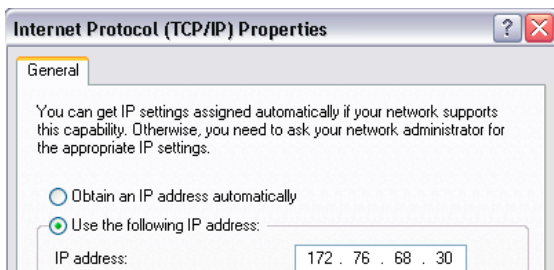 Internet Protocol (TCP/IP) Properties
General
You can get IP settings assigned automatically if your network supports
this capability. Otherwise, you need to ask your network administrator for
the appropriate IP settings.
Obtain an IP address automatically
Use the following IP address:
IP address: 172 . 76 . 68 . 30